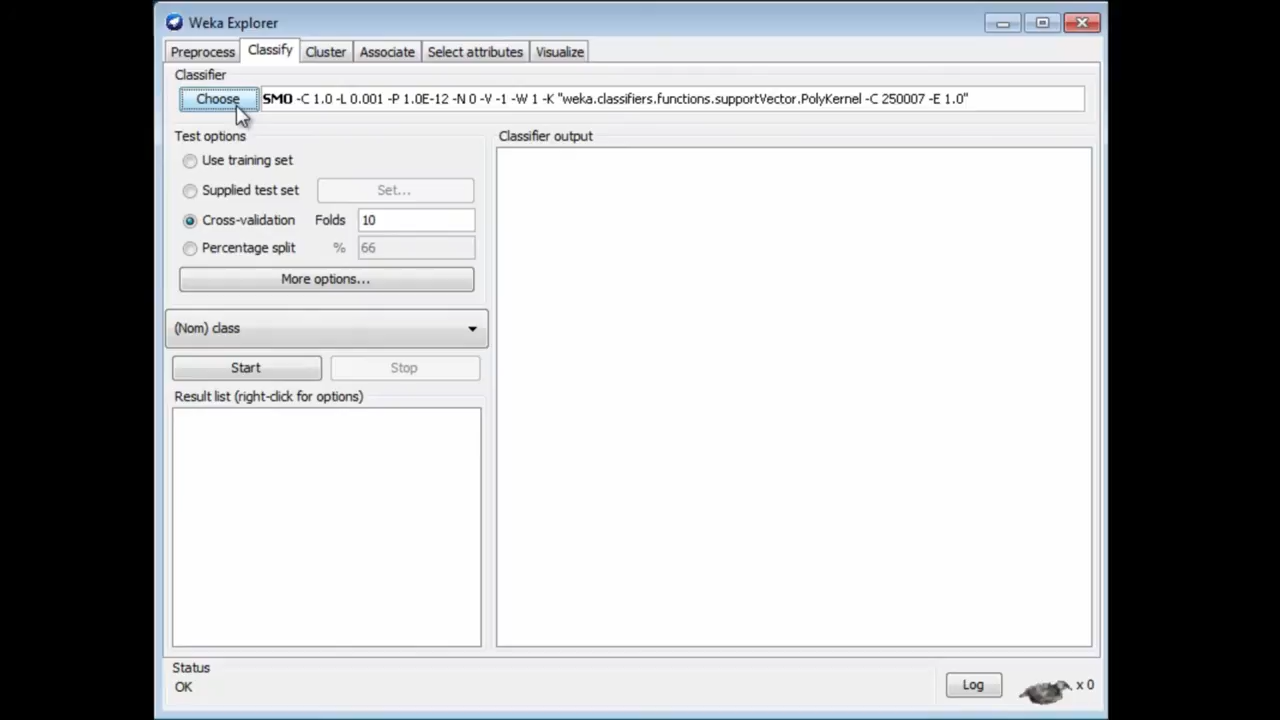 Weka Explorer
Preprocess Classify Cluster Associate Select attributes Visualize
Classifier
Choose SMO -C 1.0 -L 0.001 -P 1.0E-12 -N 0 -V -1 -W 1 -K "weka.classifiers.functions.supportVector.PolyKernel -C 250007 -E 1.0"
Test options
Use training set
Supplied test set Set...
Cross-validation Folds 10
Percentage split % 66
More options...
(Nom) class
Start Stop
Result list (right-click for options)
Classifier output
Status
OK
Log x 0